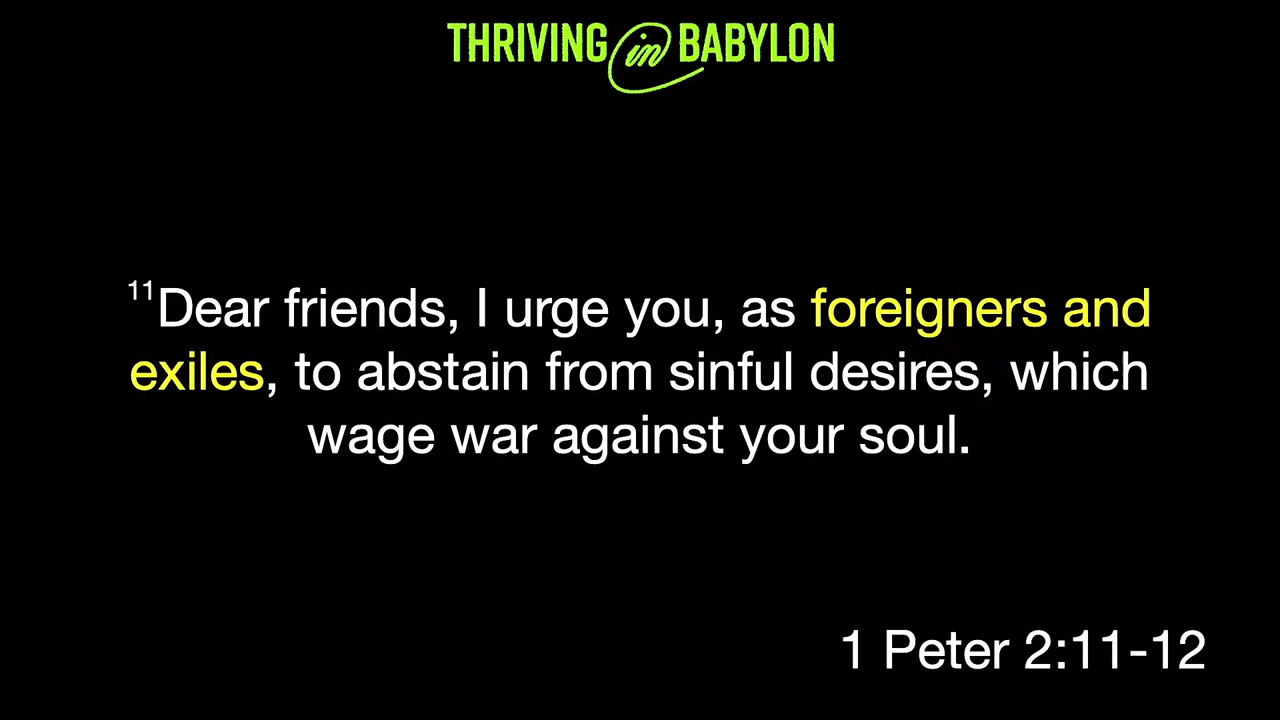 THRIVING in BABYLON
11Dear friends, I urge you, as foreigners and
exiles, to abstain from sinful desires, which
wage war against your soul.
1 Peter 2:11-12